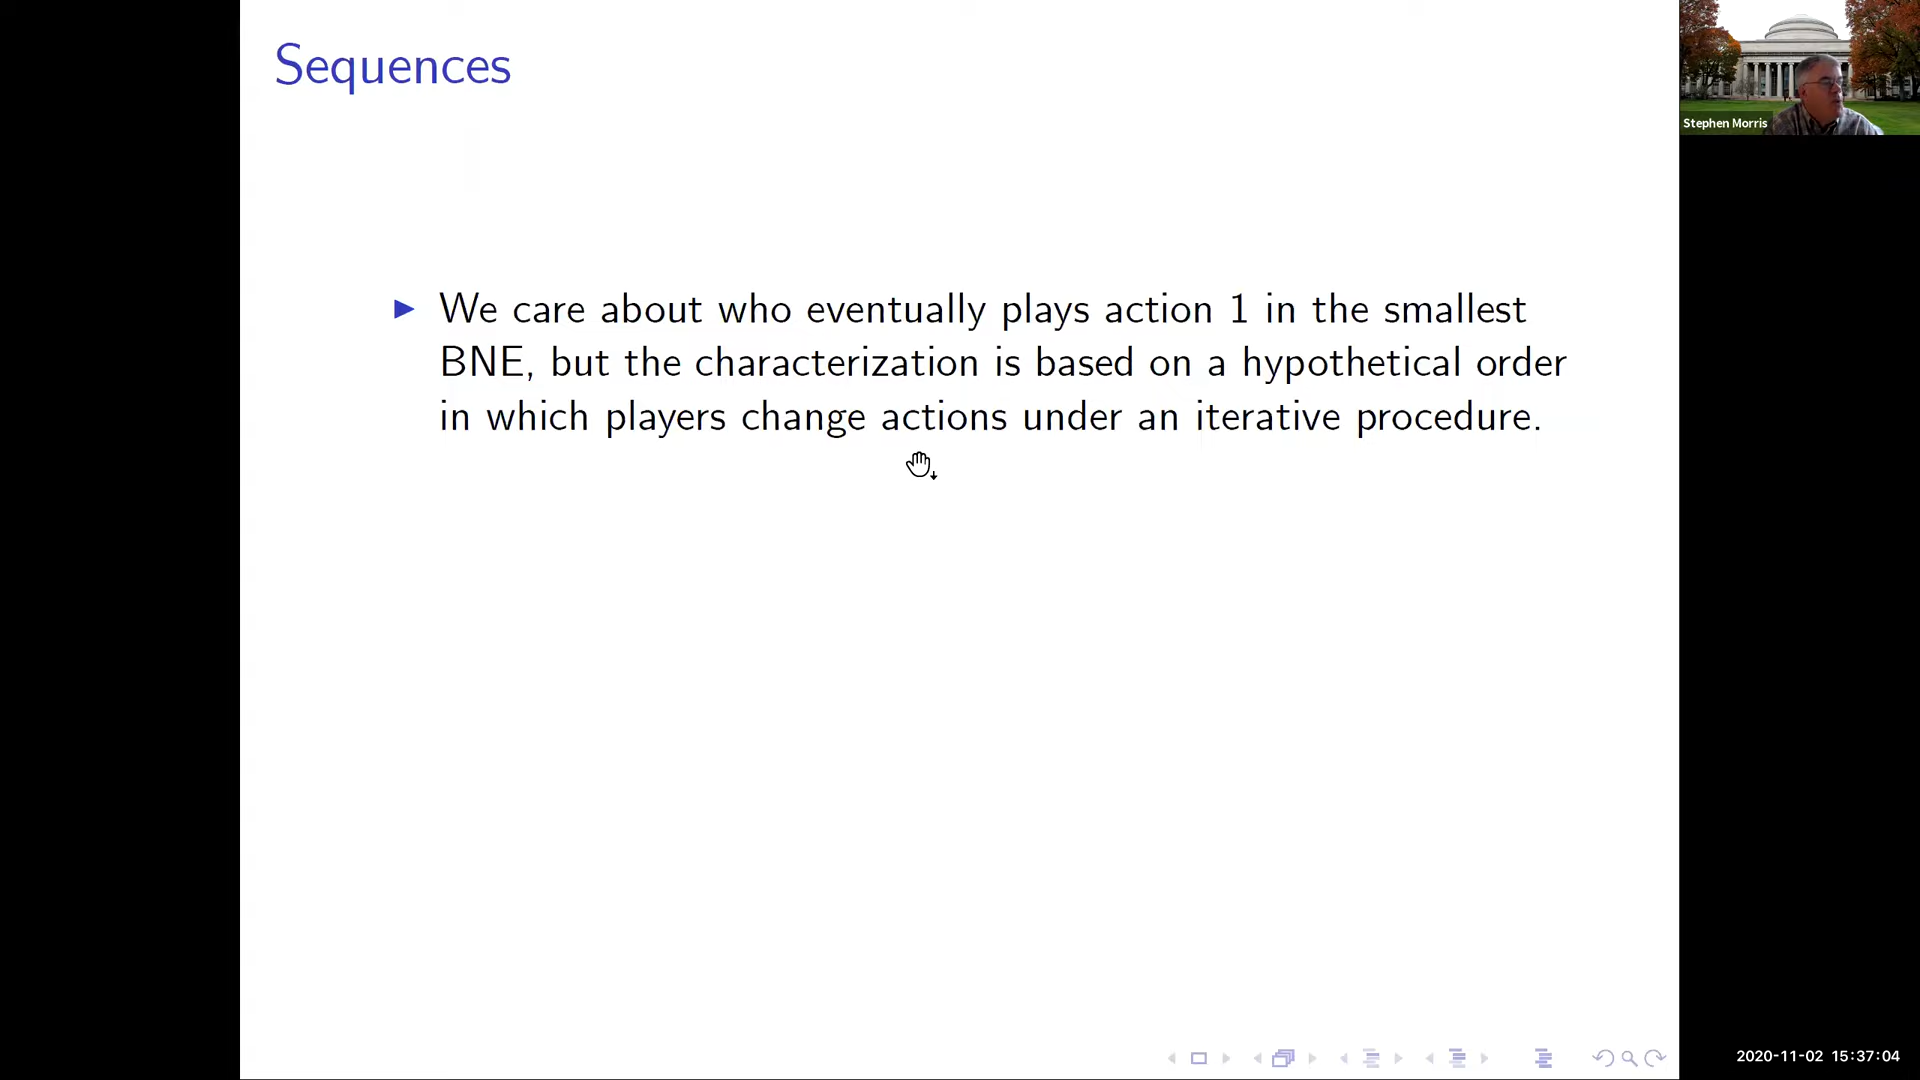 Sequences
Stephen Morris
▶ We care about who eventually plays action 1 in the smallest
BNE, but the characterization is based on a hypothetical order
in which players change actions under an iterative procedure.
2020-11-02 15:37:04